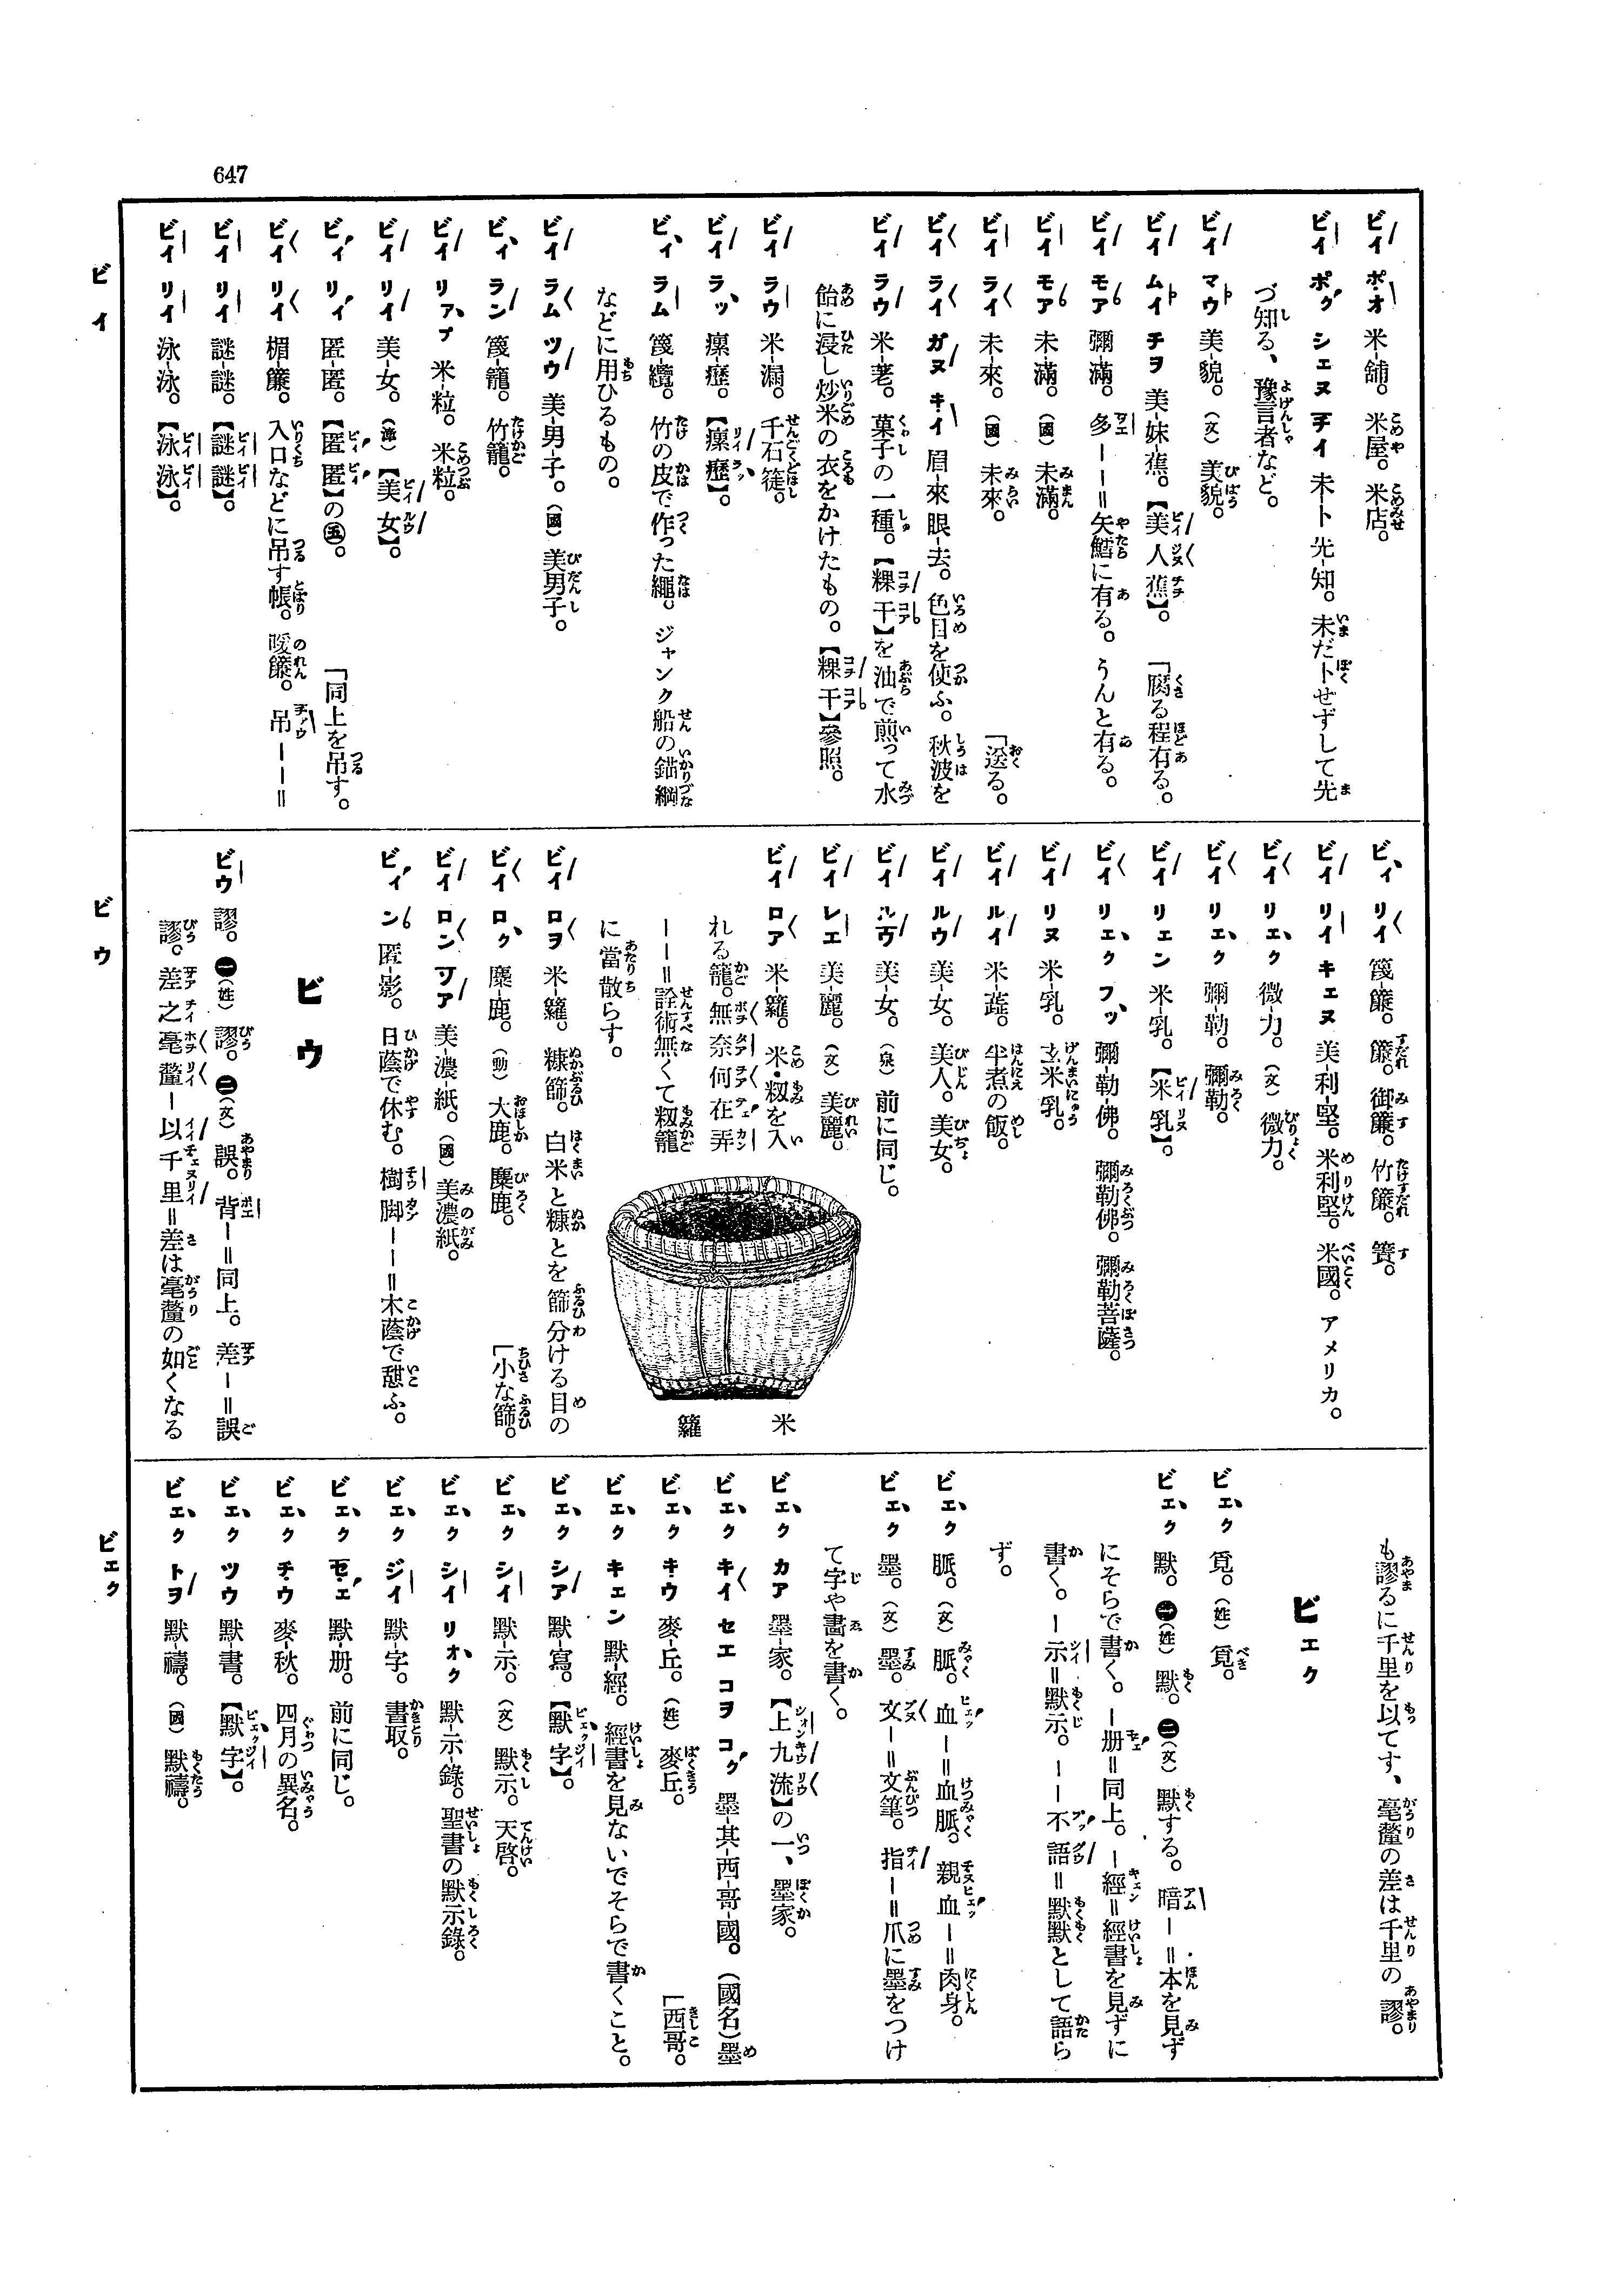 647
ビイ
ビウ
ビェク
ビイ ポオ 米-舖。米屋。米店。
ビイ ポク シェヌ チイ 未-卜 先-知。未だ卜せずして先
づ知る、豫言者など。
ビイ マウ 美-貌。(文) 美貌。
ビイ ムイ チヲ 美-妹-蕉。【美人蕉】。「腐る程有る。
ビイ モア 彌-滿。多ーー=矢鱈に有る。うんと有る。
ビイ モア 未-滿。(國) 未滿。
ビイ ライ 未-來。(國) 未來。「送る。
ビイ ライ ガヌ キイ 眉-來 眼-去。色目を使ふ。秋波を
ビイ ラウ 米-荖。菓子の一種。【粿干】を油で煎って水
飴に浸し炒米の衣をかけたもの。【粿干】參照。
ビイ ラウ 米-漏。千石簁。
ビイ ラッ 瘰-癧。【瘰癧】。
ビイ ラム 篾-纜。竹の皮で作った繩。ジャンク船の錨綱
などに用ひるもの。
ビイ ラム ツウ 美-男-子。(國) 美男子。
ビイ ラン 篾-籠。竹籠。
ビイ リァプ 米-粒。米粒。
ビイ リイ 美-女。(漳)【美女】。
ビイ リイ 匿-匿。【匿匿】の㊄。「同上を吊す。
ビイ リイ 楣-簾。入口などに吊す帳。暖簾。吊ーー=
ビイ リイ 謎-謎。【謎謎】。
ビイ リイ 泳-泳。【泳泳】。
ビイ リイ 篾-簾。簾。御簾。竹簾。簀。
ビイ リイ キェヌ 美-利-堅。米利堅。米國。アメリカ。
ビイ リェク 微-力。(文) 微力。
ビイ リェク 彌-勒。彌勒。
ビイ リェン 米-乳。【米乳】。
ビイ リェク フッ 彌-勒-佛。彌勒佛。彌勒菩薩。
ビイ リヌ 米-乳。玄米乳。
ビイ ルイ 米-蕋。半煮の飯。
ビイ ルウ 美-女。美人。美女。
ビイ ルウ 美-女。(泉) 前に同じ。
ビイ レエ 美-麗。(文) 美麗。
ビイ ロア 米-籮。米・籾を入
れる籠。無奈何在弄
ーー=詮術無くて籾籠
に當散らす。
米籮
ビイ ロヲ 米-籮。糠篩。白米と糠とを篩分ける目の
ビイ ロク 麋-鹿。(動) 大鹿。麋鹿。「小な篩。
ビイ ロン ツァ 美-濃-紙。(國) 美濃紙。
ビイ ン 匿-影。日蔭で休む。樹脚ーー=木蔭で憩ふ。
ビウ
ビウ 謬。㊀(姓) 謬。㊁(文) 誤。背ー=同上。差ー=誤
謬。差之毫釐ー以千里=差は毫釐の如くなる
も謬るに千里を以てす、毫釐の差は千里の謬。
ビェク
ビェク 覓。(姓) 覓。
ビェク 默。㊀(姓) 默。㊁(文) 默する。暗ー=本を見ず
にそらで書く。ー册=同上。ー經=經書を見ずに
書く。ー示=默示。ーー不語=默默として語ら
ず。
ビェク 脈。(文) 脈。血ー=血脈。親血ー=肉身。
ビェク 墨。(文) 墨。文ー=文筆。指ー=爪に墨をつけ
て字や畵を書く。
ビェク カア 墨-家。【上九流】の一、墨家。
ビェク キイ セエ コヲ コク 墨-其-西-哥-國。(國名)墨
ビェク キウ 麥-丘。(姓) 麥丘。「西哥。
ビェク キェン 默-經。經書を見ないでそらで書くこと。
ビェク シア 默-寫。【默字】。
ビェク シイ 默-示。(文) 默示。天啓。
ビェク シイ リオク 默-示-錄。聖書の默示錄。
ビェク ジイ 默-字。書取。
ビェク セェ 默-册。前に同じ。
ビェク チウ 麥-秋。四月の異名。
ビェク ツウ 默-書。【默字】。
ビェク トヲ 默-禱。(國) 默禱。